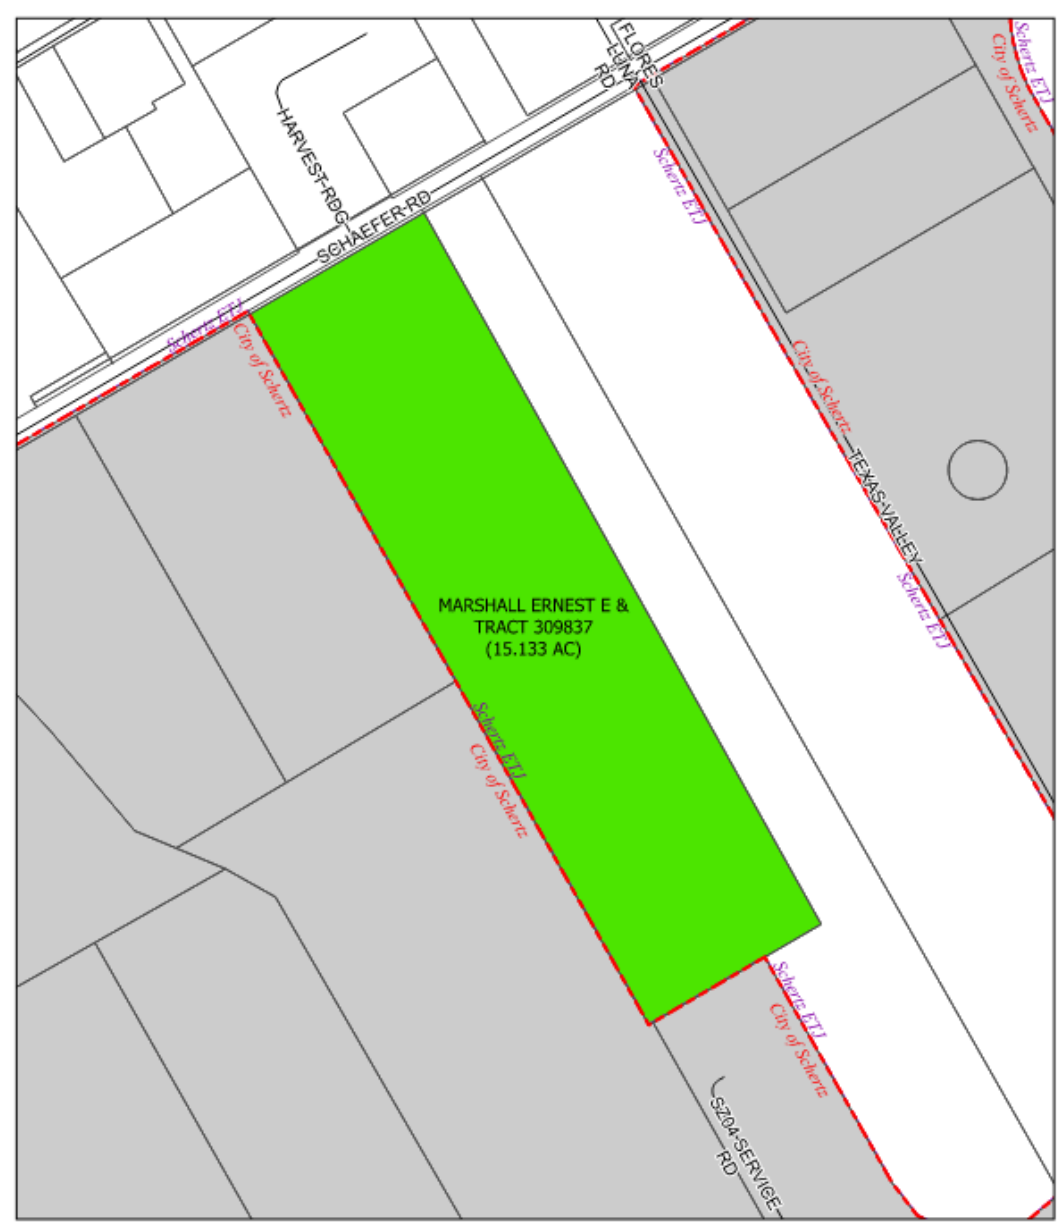 FLORES
LUNA
RD
Schertz ETJ
City of Schertz
HARVEST RDG
Schertz ETJ
SCHAEFER RD
Schertz ETJ
City of Schertz
City of Schertz
TEXAS VALLEY
Schertz ETJ
MARSHALL ERNEST E &
TRACT 309837
(15.133 AC)
Schertz ETJ
City of Schertz
Schertz ETJ
City of Schertz
SZ04 SERVICE
RD